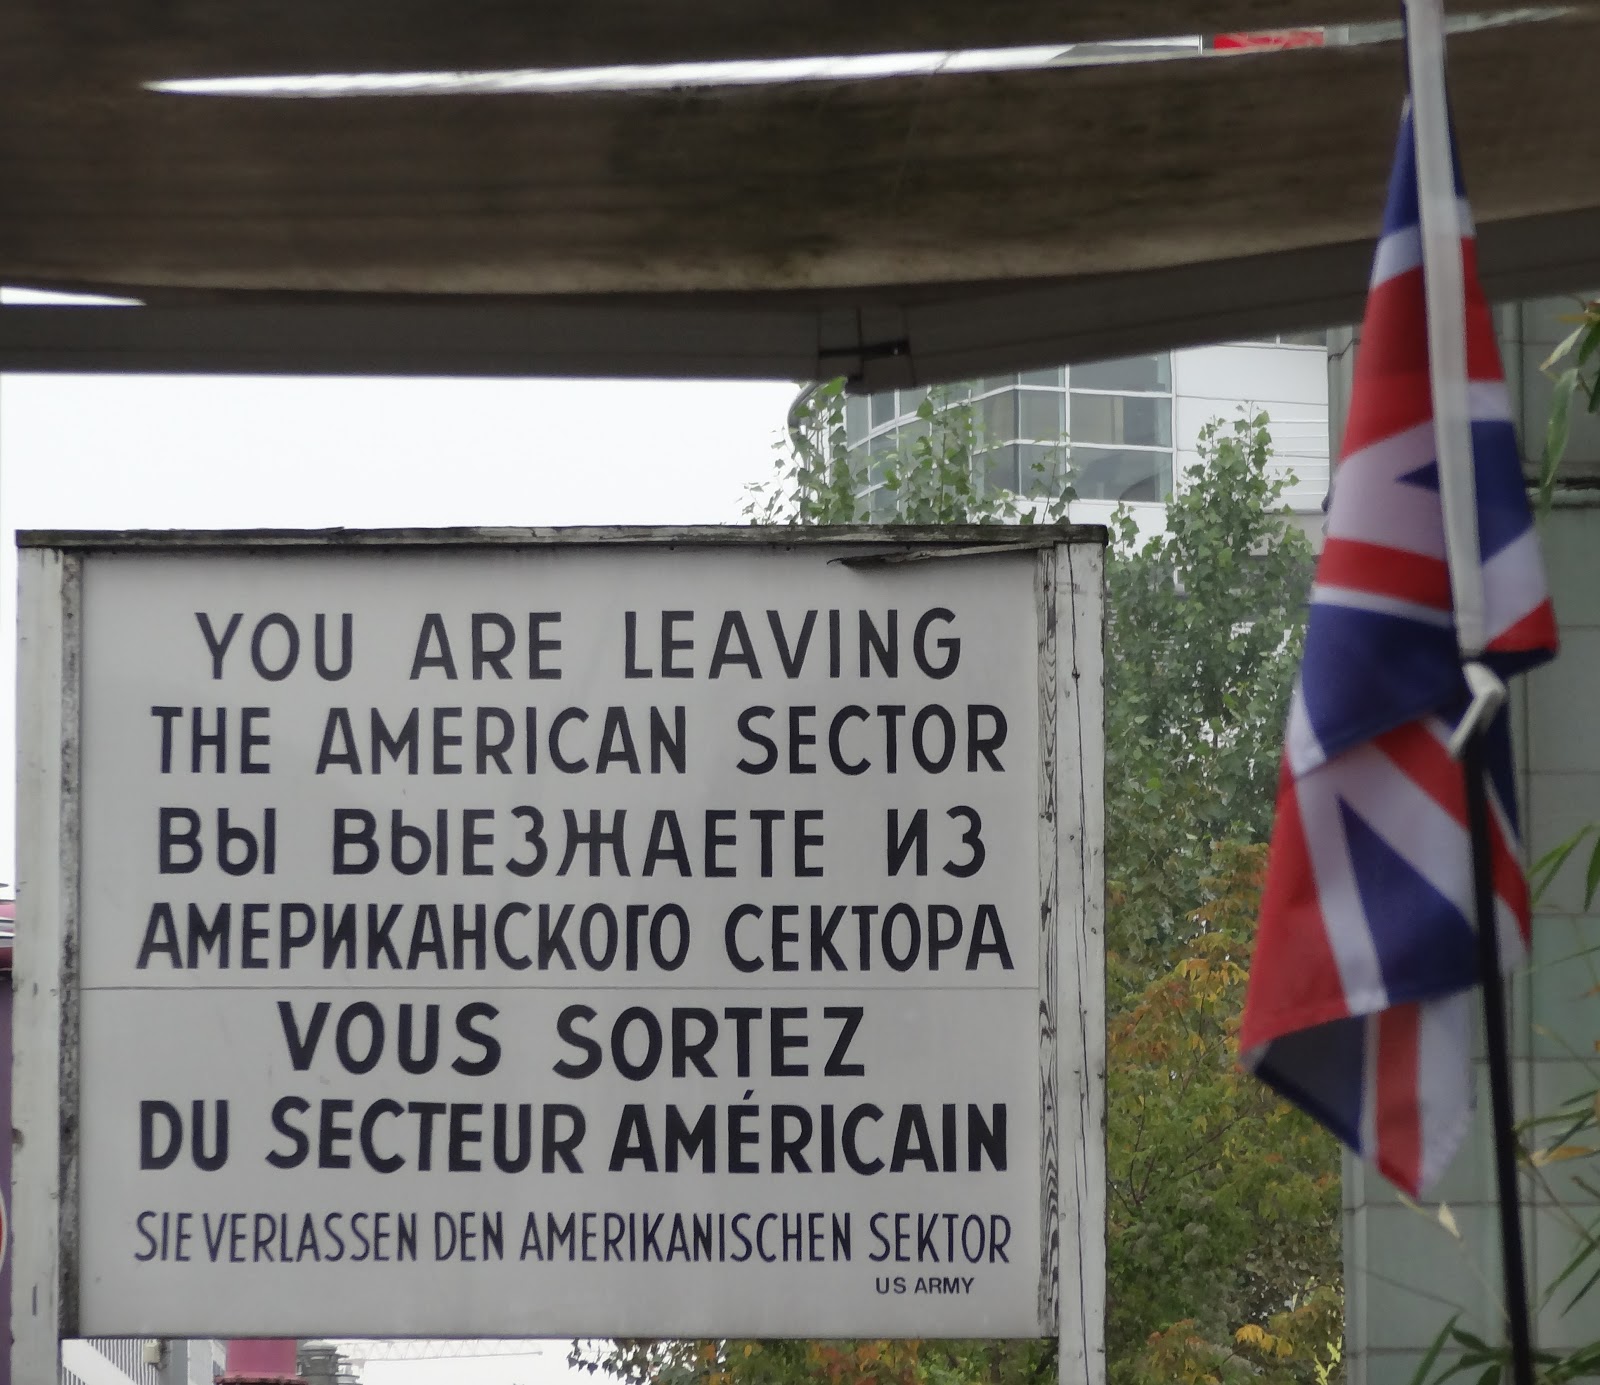 YOU ARE LEAVING
THE AMERICAN SECTOR
ВЫ ВЫЕЗЖАЕТЕ ИЗ
АМЕРИКАНСКОГО СЕКТОРА
VOUS SORTEZ
DU SECTEUR AMÉRICAIN
SIE VERLASSEN DEN AMERIKANISCHEN SEKTOR
US ARMY